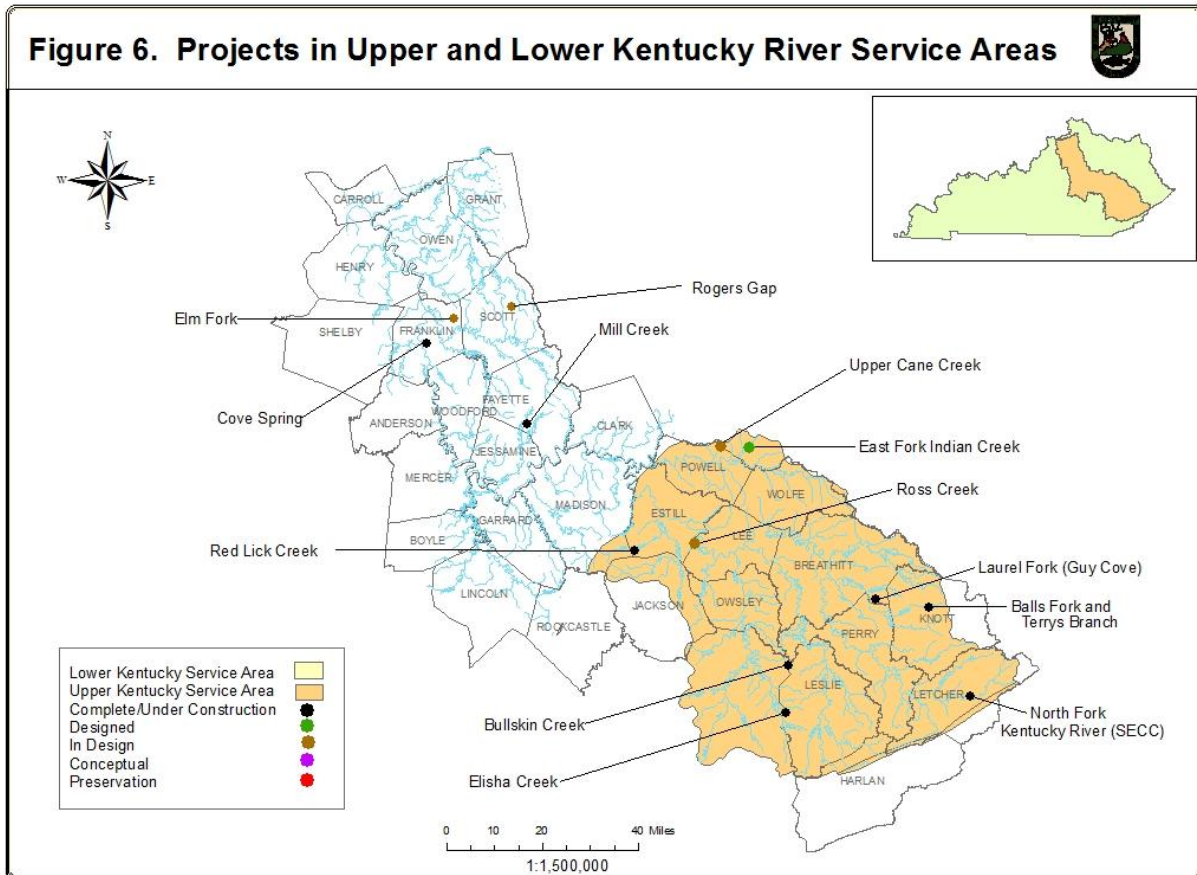 Figure 6. Projects in Upper and Lower Kentucky River Service Areas
N
W
E
S
CARROLL
GRANT
OWEN
HENRY
Rogers Gap
Elm Fork
SCOTT
SHELBY
FRANKLIN
Mill Creek
Upper Cane Creek
Cove Spring
FAYETTE
WOODFORD
ANDERSON
CLARK
East Fork Indian Creek
JESSAMINE
POWELL
MERCER
Ross Creek
WOLFE
MADISON
ESTILL
GARRARD
LEE
BOYLE
Red Lick Creek
BREATHITT
Laurel Fork (Guy Cove)
LINCOLN
JACKSON
OWSLEY
Balls Fork and
Terrys Branch
KNOTT
ROCKCASTLE
PERRY
Lower Kentucky Service Area
Upper Kentucky Service Area
Complete/Under Construction
Designed
In Design
Conceptual
Preservation
LESLIE
LETCHER
Bullskin Creek
North Fork
Kentucky River (SECC)
Elisha Creek
HARLAN
0 10 20 40 Miles
1:1,500,000